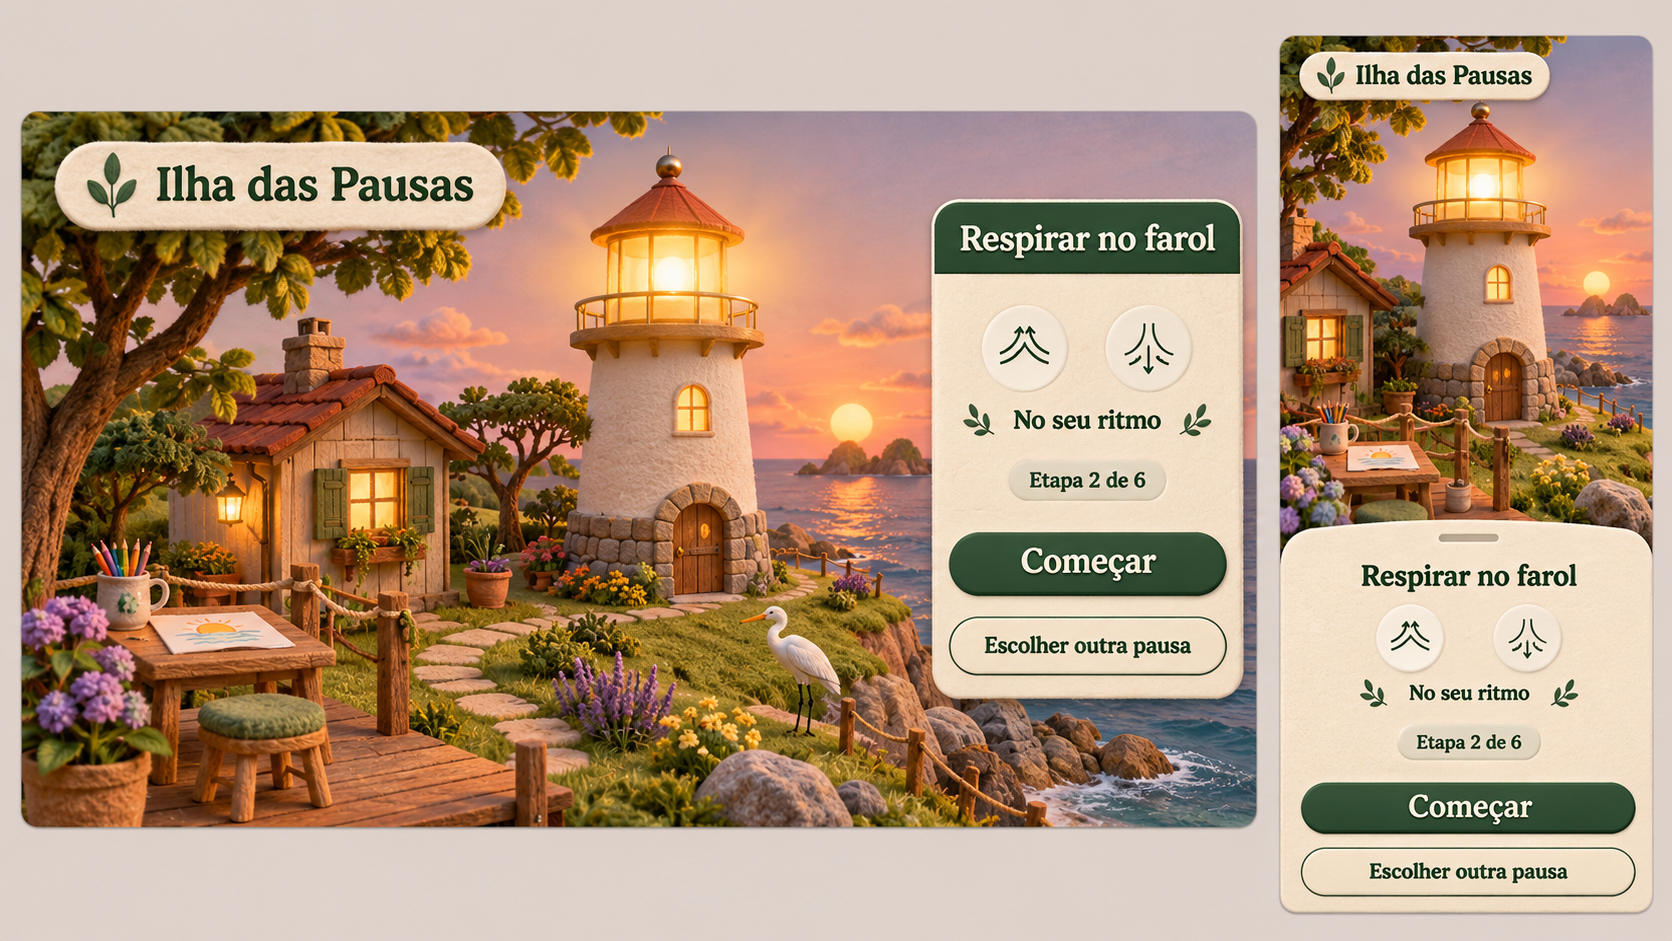 Ilha das Pausas
Respirar no farol
No seu ritmo
Etapa 2 de 6
Começar
Escolher outra pausa
Ilha das Pausas
Respirar no farol
No seu ritmo
Etapa 2 de 6
Começar
Escolher outra pausa